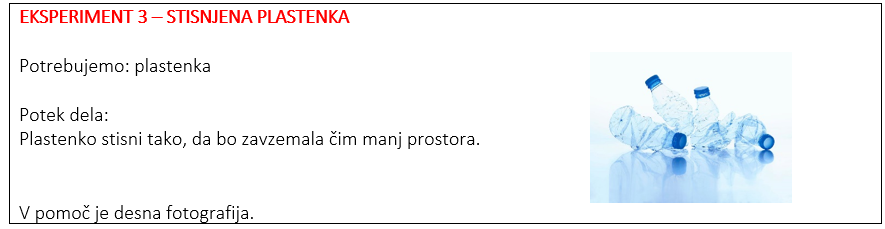 EKSPERIMENT 3 – STISNJENA PLASTENKA
Potrebujemo: plastenka
Potek dela:
Plastenko stisni tako, da bo zavzemala čim manj prostora.
V pomoč je desna fotografija.